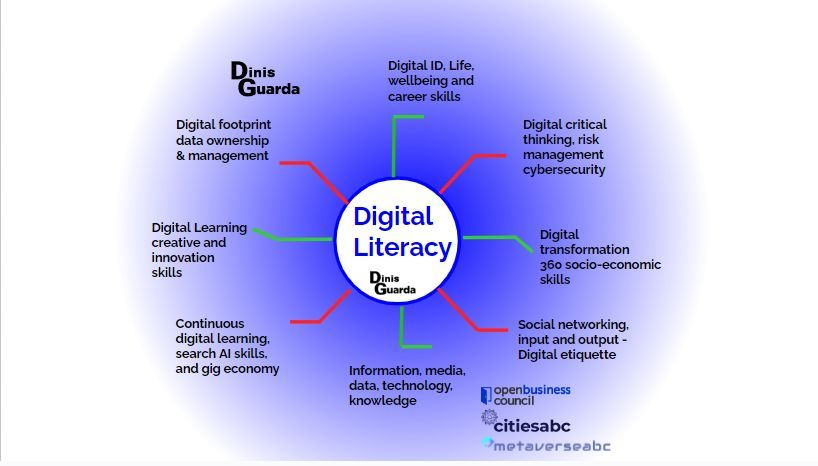 Dinis
Guarda
Digital ID, Life,
wellbeing and
career skills
Digital footprint
data ownership
& management
Digital critical
thinking, risk
management
cybersecurity
Digital Learning
creative and
innovation
skills
Digital
Literacy
Dinis
Guarda
Digital
transformation
360 socio-economic
skills
Continuous
digital learning,
search AI skills,
and gig economy
Information, media,
data, technology,
knowledge
Social networking,
input and output -
Digital etiquette
openbusiness
council
citiesabc
metaverseabc